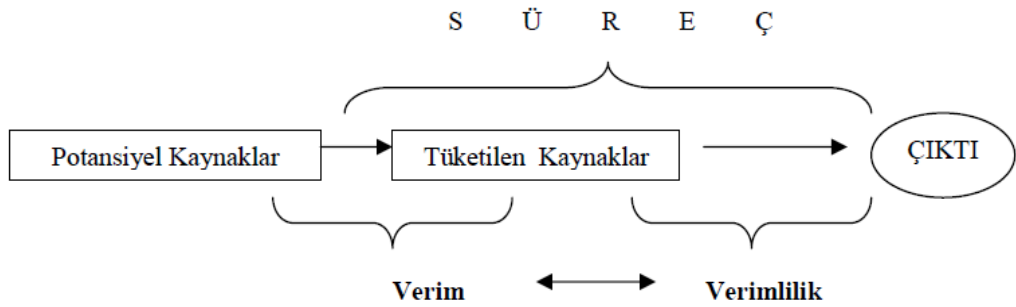 S Ü R E Ç
Potansiyel Kaynaklar
Tüketilen Kaynaklar
ÇIKTI
Verim
Verimlilik